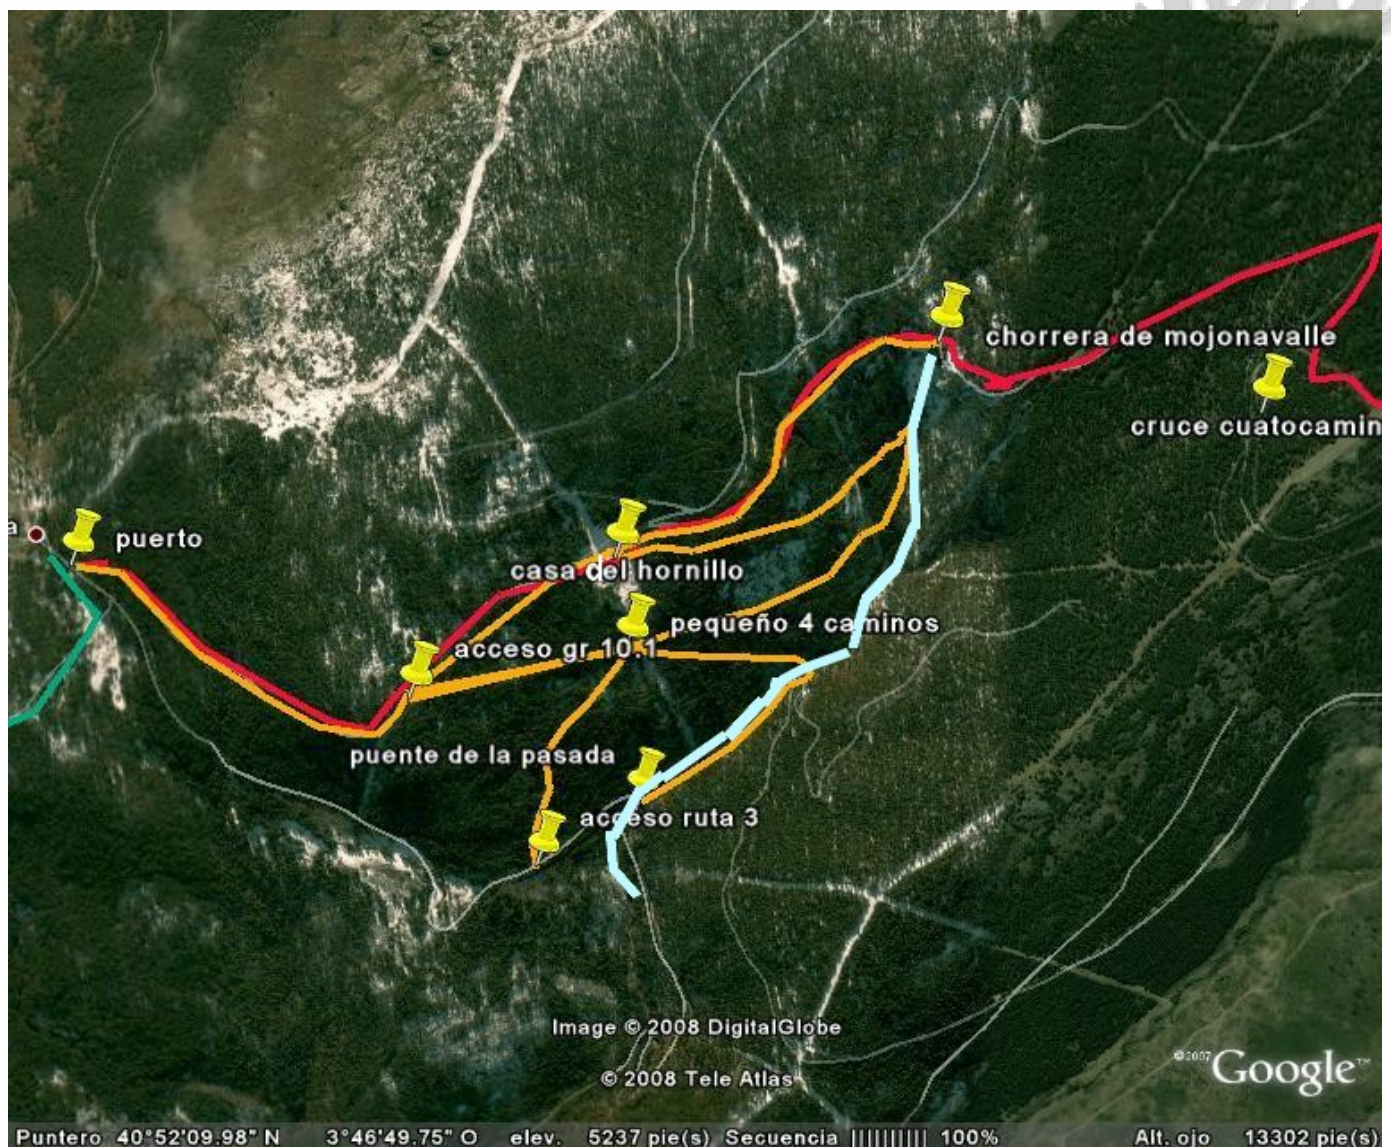 chorrera de mojonavalle
cruce cuatocamin
a
puerto
casa del hornillo
pequeño 4 caminos
acceso gr 10.1
puente de la pasada
acceso ruta 3
Image © 2008 DigitalGlobe
© 2008 Tele Atlas
©2007 Google™
Puntero 40°52'09.98" N 3°46'49.75" O elev. 5237 pie(s) Secuencia |||||||||| 100% Alt. ojo 13302 pie(s)